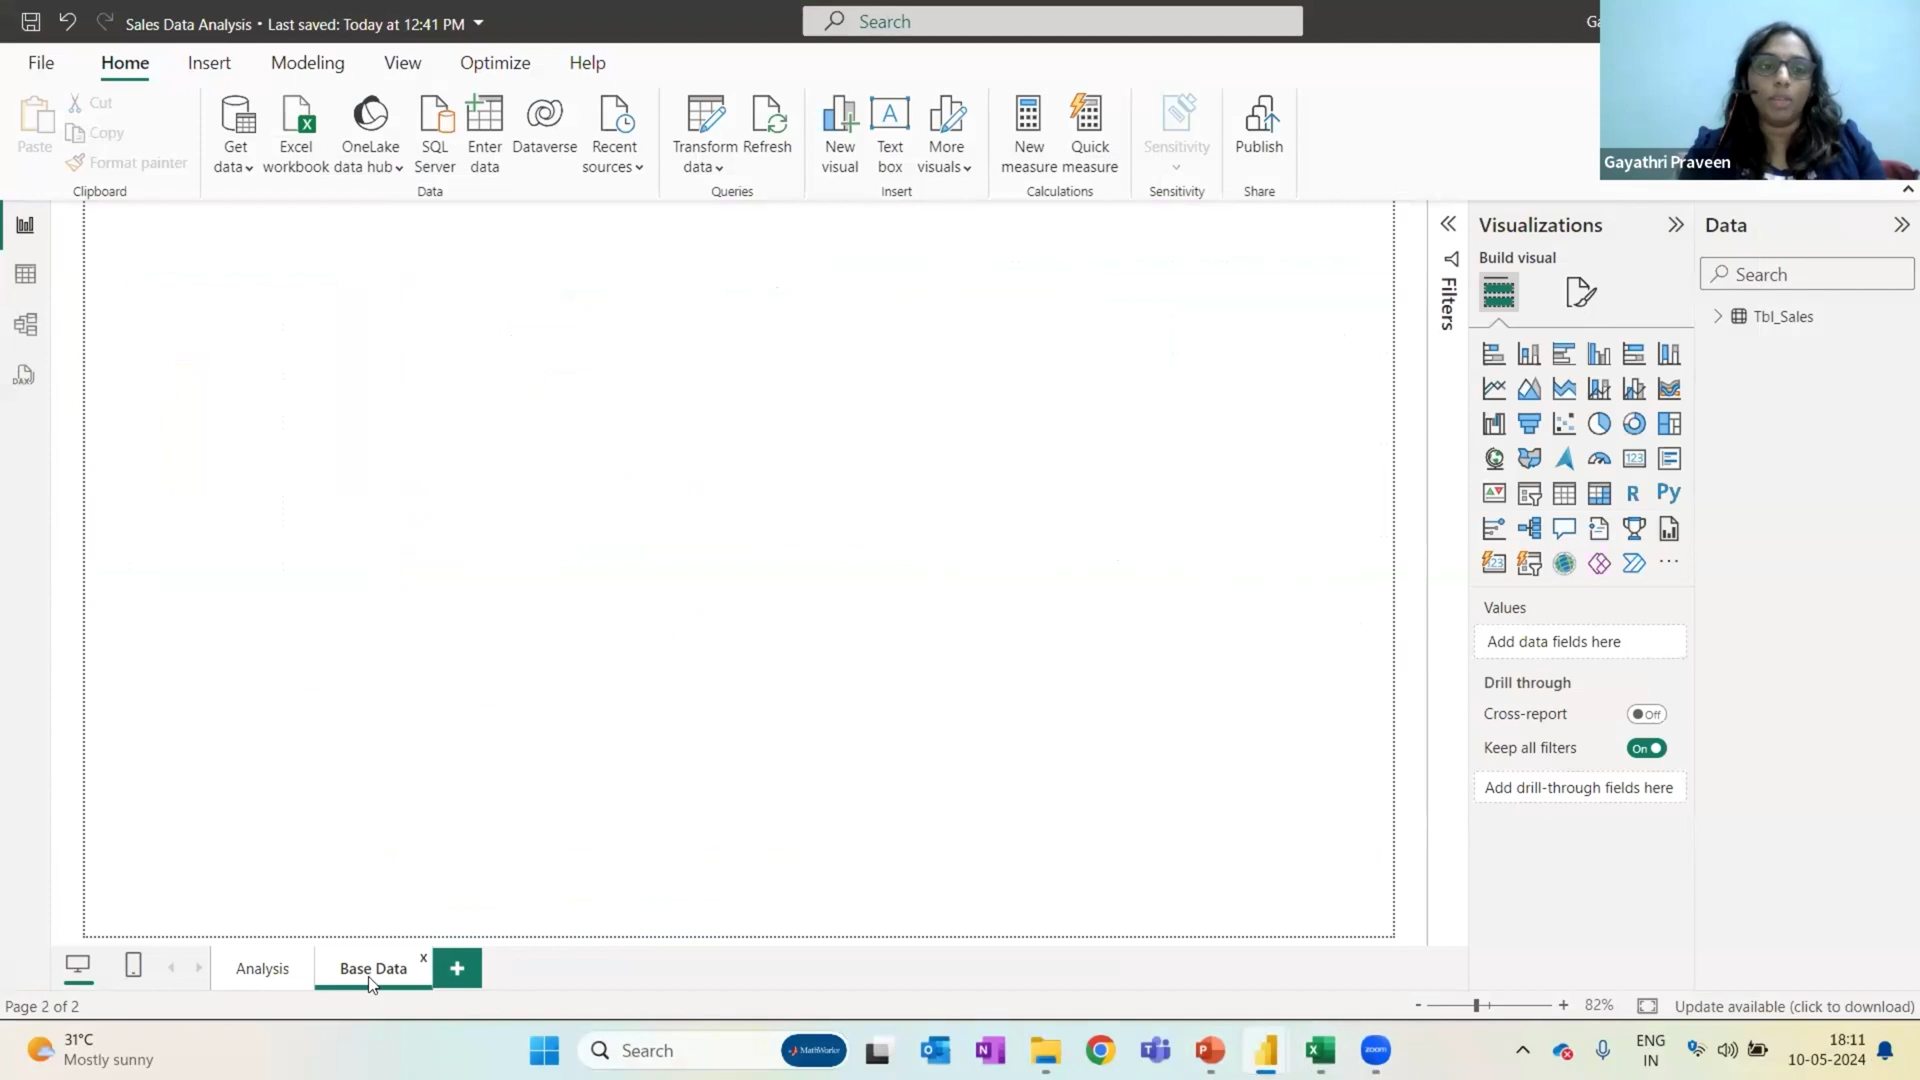 Sales Data Analysis • Last saved: Today at 12:41 PM
Search
Gayathri Praveen
File Home Insert Modeling View Optimize Help
Paste
Cut
Copy
Format painter
Clipboard
Get data
Excel workbook
OneLake data hub
SQL Server
Enter data
Dataverse
Recent sources
Data
Transform data
Refresh
Queries
New visual
Text box
More visuals
Insert
New measure
Quick measure
Calculations
Sensitivity
Sensitivity
Publish
Share
DAX
Filters
Visualizations
Build visual
123
R
Py
123
Values
Add data fields here
Drill through
Cross-report
Off
Keep all filters
On
Add drill-through fields here
Data
Search
Tbl_Sales
Analysis
Base Data
x
+
Page 2 of 2
- + 82%
Update available (click to download)
31°C
Mostly sunny
Search
MathWorks
zoom
ENG
IN
18:11
10-05-2024